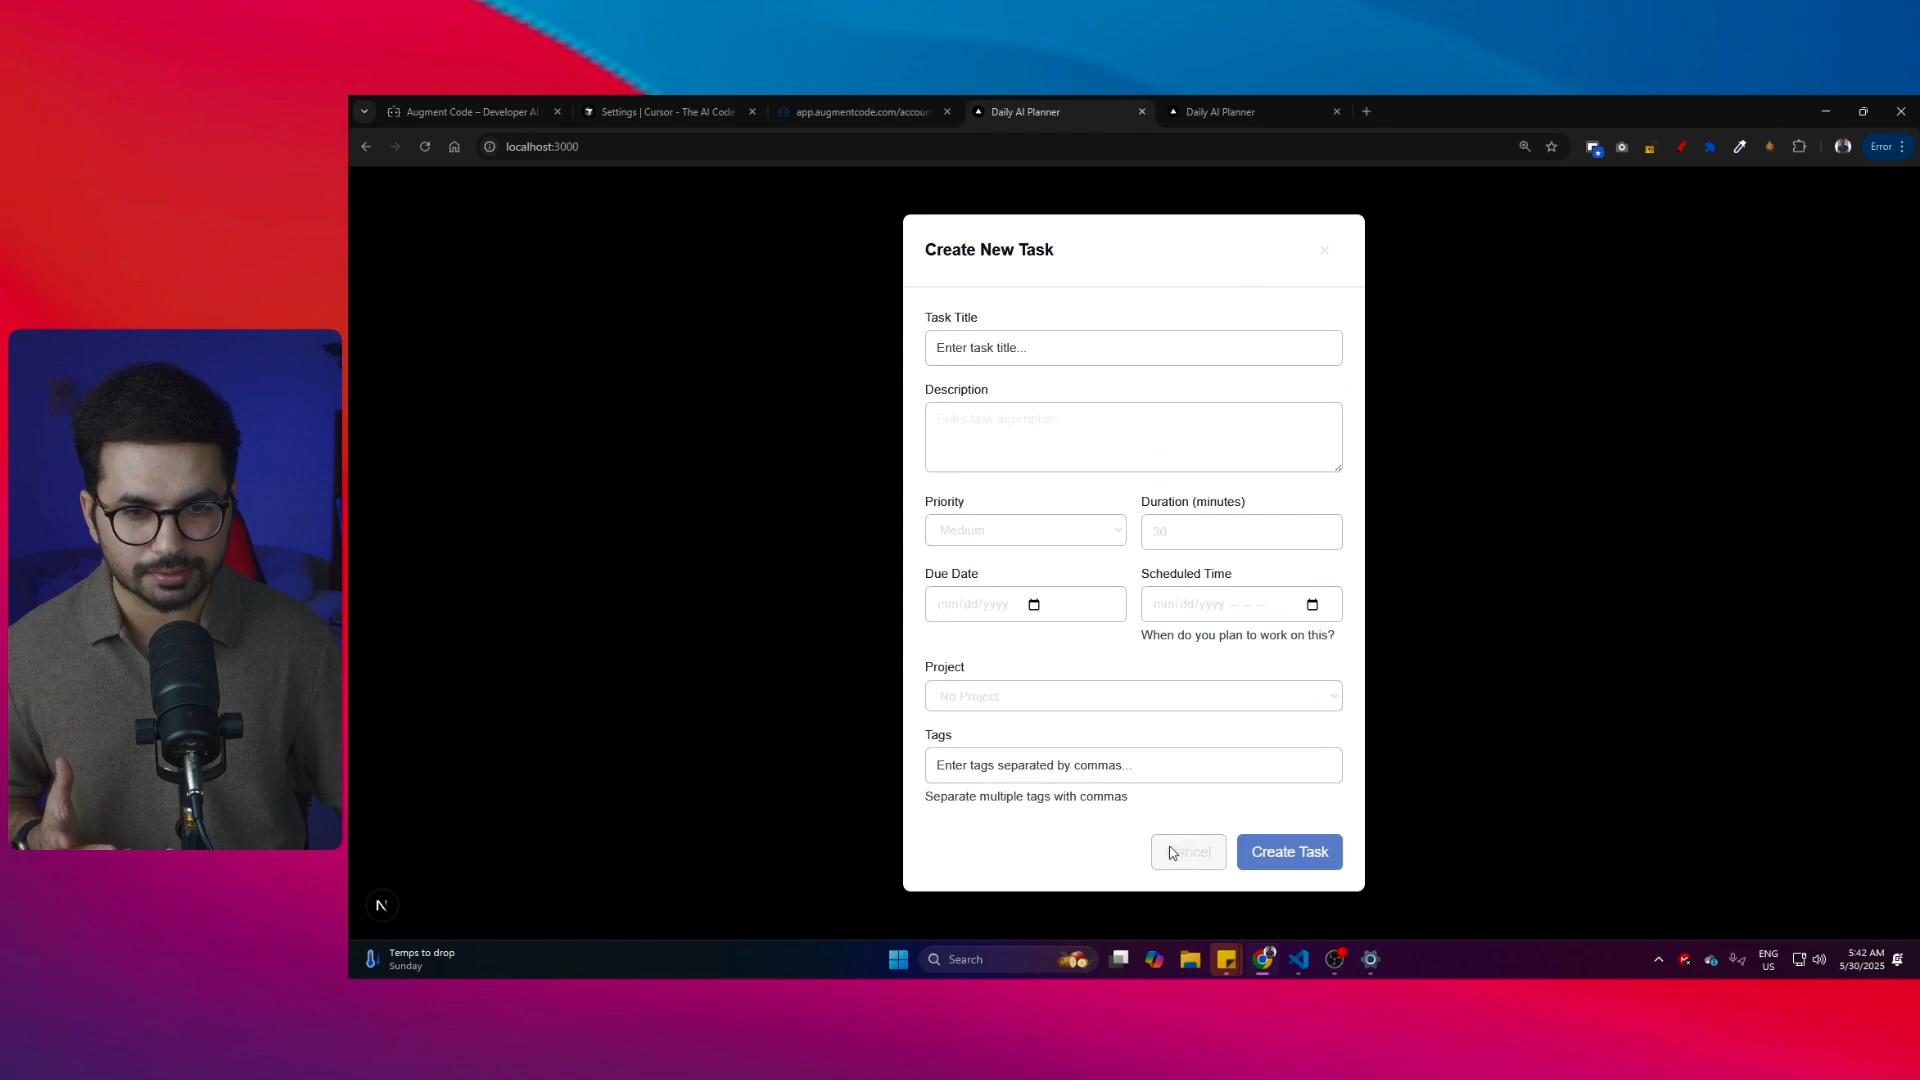 Augment Code – Developer AI
Settings | Cursor - The AI Code
app.augmentcode.com/accoun
Daily AI Planner
Daily AI Planner
localhost:3000
Error
Create New Task
Task Title
Enter task title...
Description
Enter task description
Priority
Duration (minutes)
Medium
30
Due Date
Scheduled Time
mm/dd/yyyy
mm/dd/yyyy -- -- --
When do you plan to work on this?
Project
No Project
Tags
Enter tags separated by commas...
Separate multiple tags with commas
Cancel
Create Task
N
Temps to drop
Sunday
Search
ENG
US
5:42 AM
5/30/2025